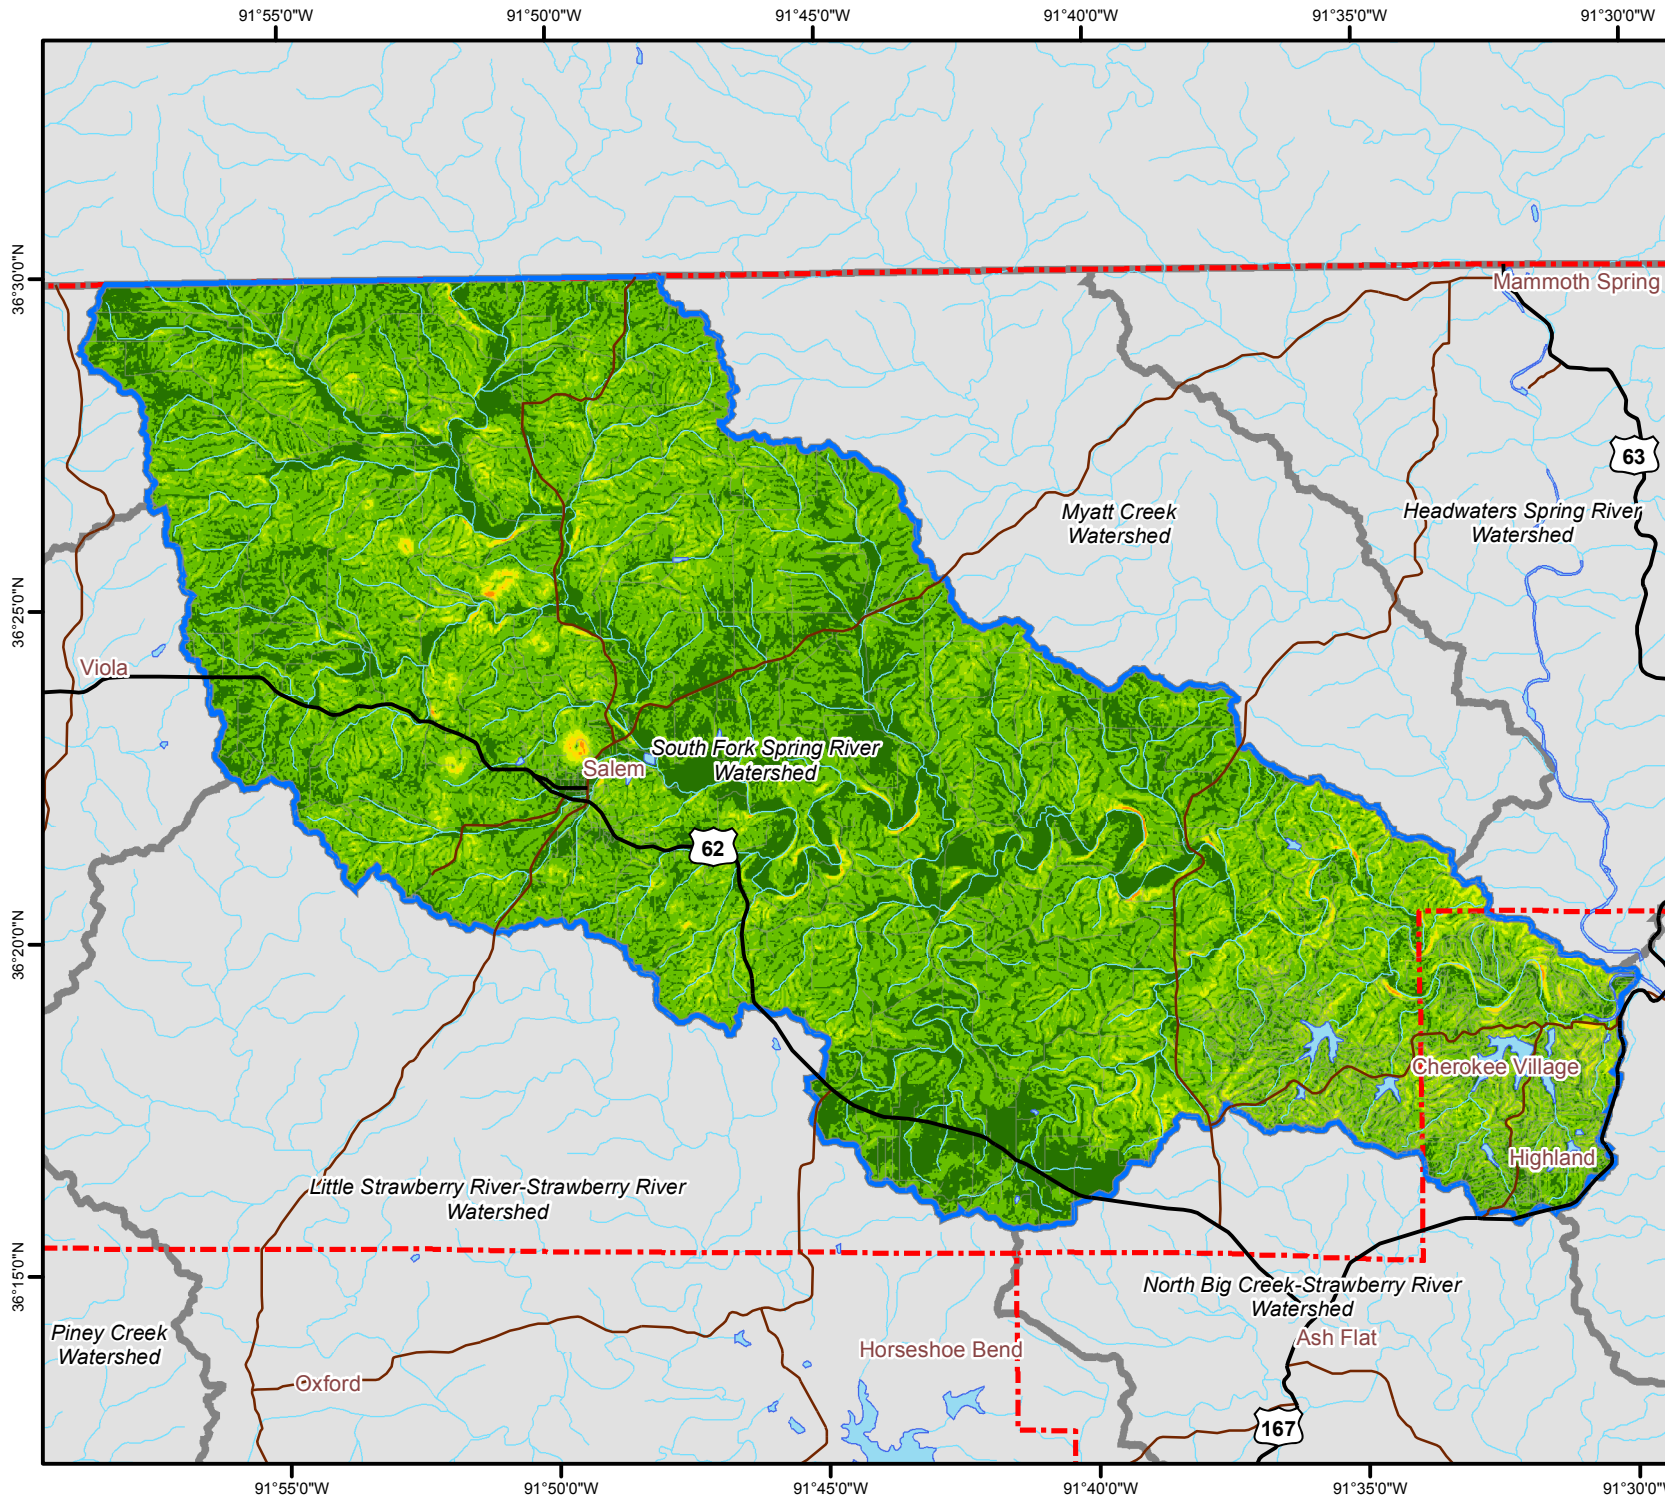 91°55'0"W
91°50'0"W
91°45'0"W
91°40'0"W
91°35'0"W
91°30'0"W
36°30'0"N
Mammoth Spring
63
Myatt Creek
Watershed
Headwaters Spring River
Watershed
36°25'0"N
Viola
South Fork Spring River
Watershed
Salem
62
36°20'0"N
Cherokee Village
Highland
Little Strawberry River-Strawberry River
Watershed
36°15'0"N
North Big Creek-Strawberry River
Watershed
Piney Creek
Watershed
Horseshoe Bend
Ash Flat
Oxford
167
91°55'0"W
91°50'0"W
91°45'0"W
91°40'0"W
91°35'0"W
91°30'0"W